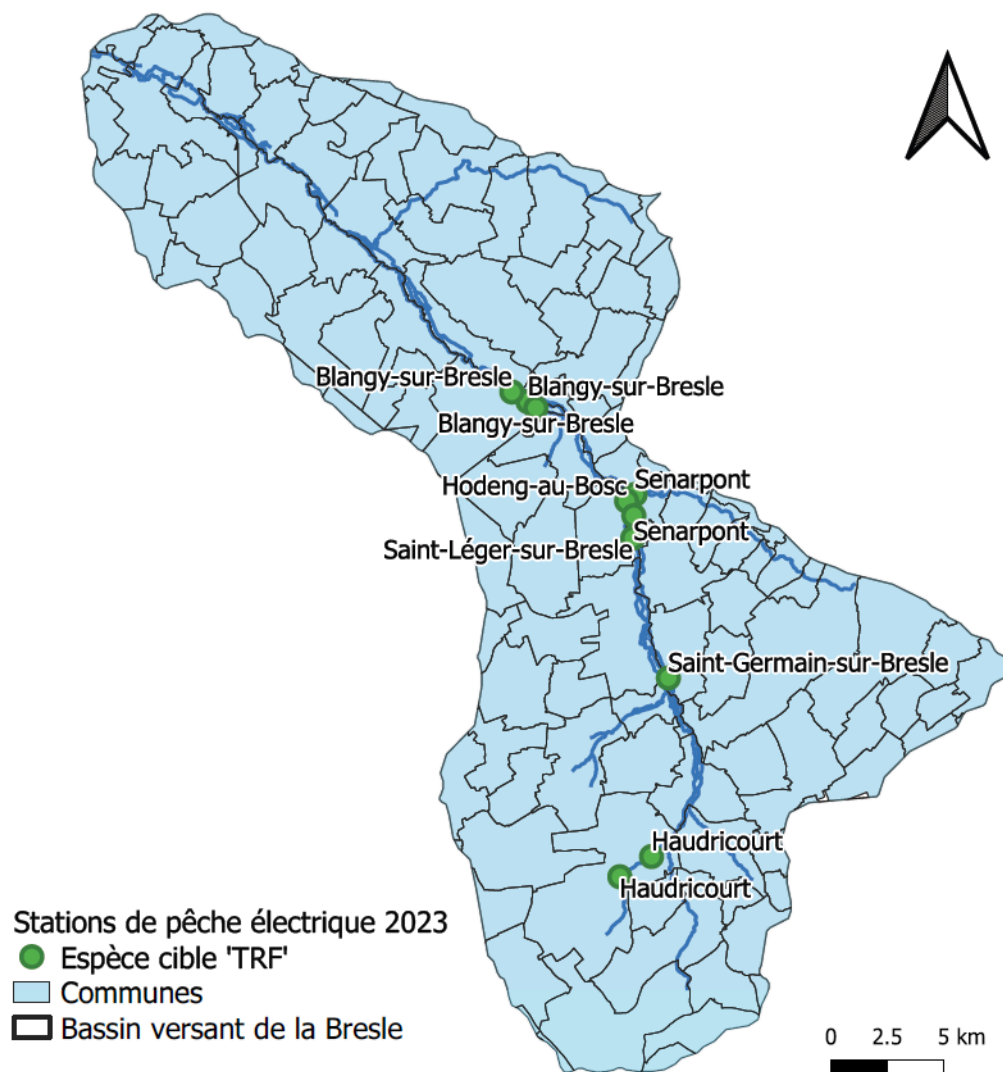 Blangy-sur-Bresle
Blangy-sur-Bresle
Blangy-sur-Bresle
Senarpont
Hodeng-au-Bosc
Senarpont
Saint-Léger-sur-Bresle
Saint-Germain-sur-Bresle
Haudricourt
Haudricourt
Stations de pêche électrique 2023
Espèce cible 'TRF'
Communes
Bassin versant de la Bresle
0 2.5 5 km